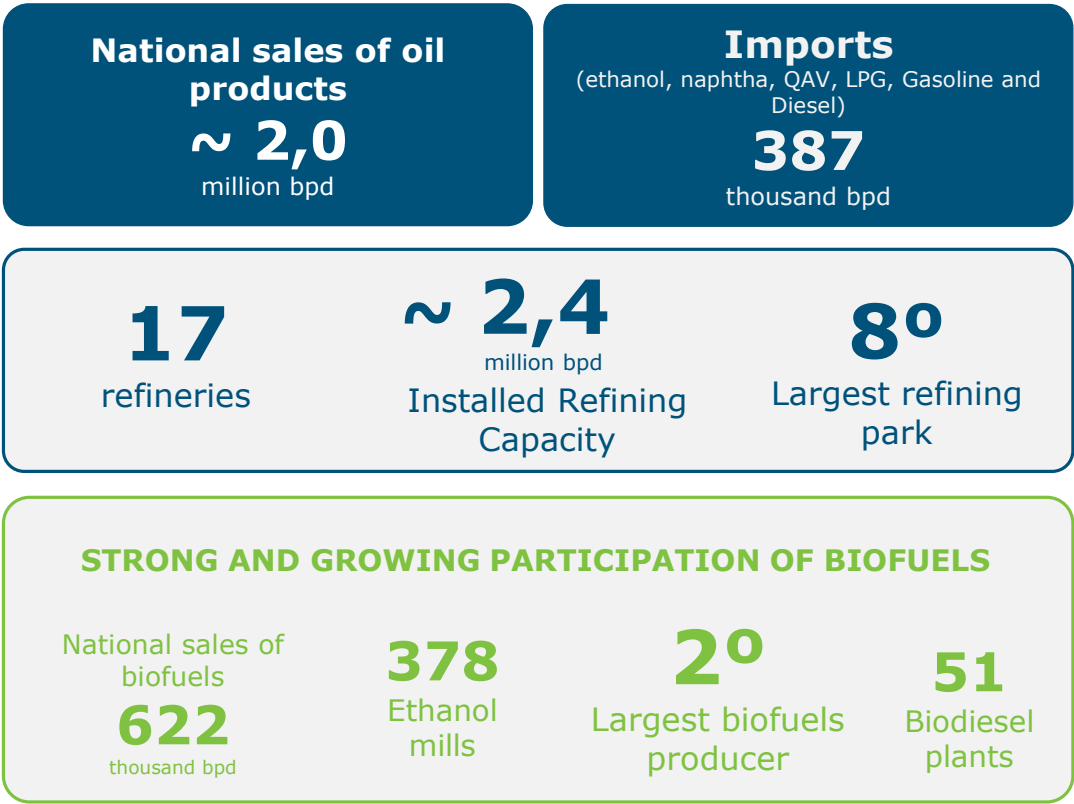 National sales of oil
products
~ 2,0
million bpd
Imports
(ethanol, naphtha, QAV, LPG, Gasoline and
Diesel)
387
thousand bpd
17
refineries
~ 2,4
million bpd
Installed Refining
Capacity
8º
Largest refining
park
STRONG AND GROWING PARTICIPATION OF BIOFUELS
National sales of
biofuels
622
thousand bpd
378
Ethanol
mills
2º
Largest biofuels
producer
51
Biodiesel
plants